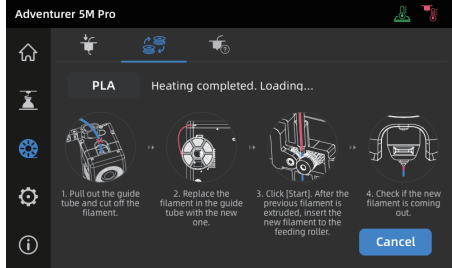 Adventurer 5M Pro
PLA
Heating completed. Loading...
1. Pull out the guide
tube and cut off the
filament.
2. Replace the
filament in the guide
tube with the new
one.
3. Click [Start]. After the
previous filament is
extruded, insert the
new filament to the
feeding roller.
4. Check if the new
filament is coming
out.
Cancel